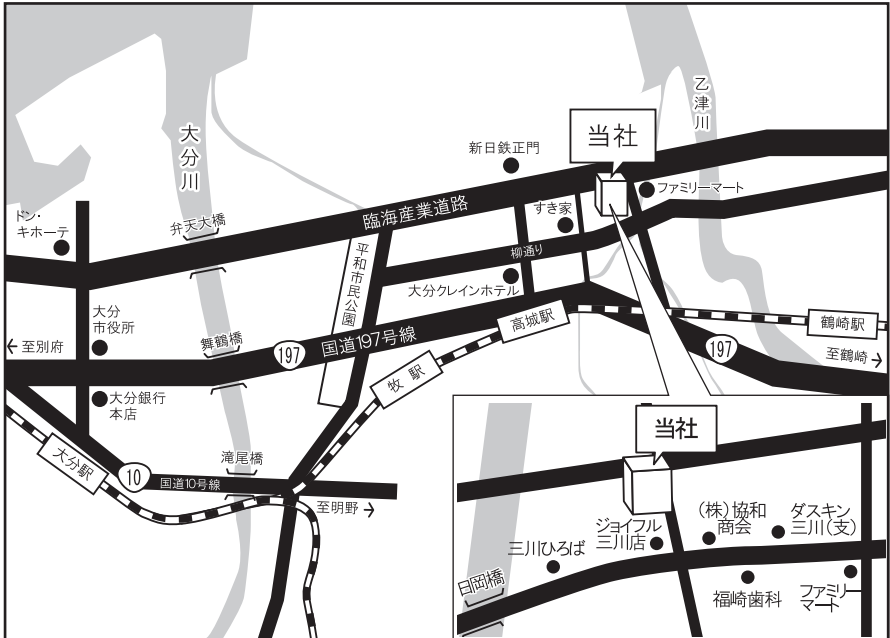 乙津川
当社
大分川
新日鉄正門
ファミリーマート
臨海産業道路
すき家
ドン・
キホーテ
弁天大橋
柳通り
平和市民公園
大分クレインホテル
大分
市役所
高城駅
鶴崎駅
←至別府
舞鶴橋
197
国道197号線
197
至鶴崎→
牧駅
大分銀行
本店
当社
大分駅
滝尾橋
10
国道10号線
至明野→
(株)協和
商会
ダスキン
三川(支)
ジョイフル
三川店
三川ひろば
日岡橋
福崎歯科
ファミリー
マート